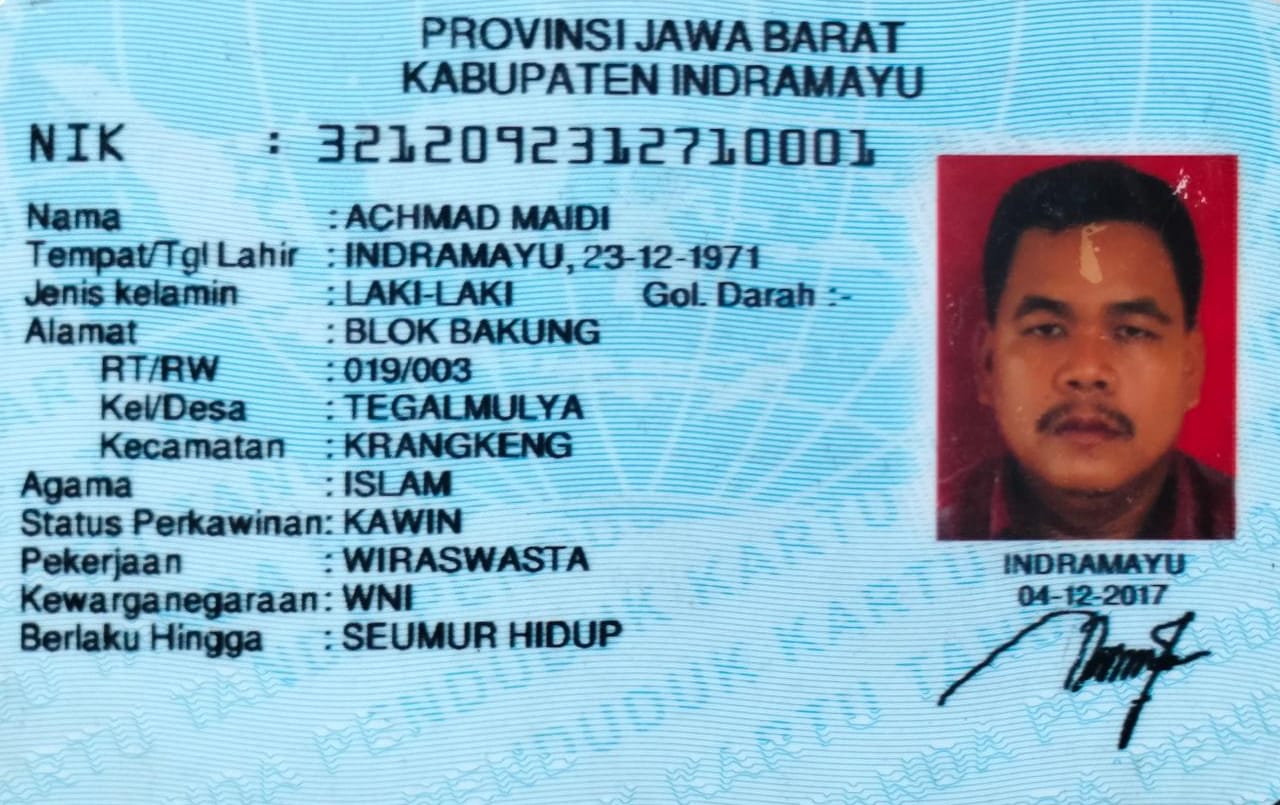 PROVINSI JAWA BARAT
KABUPATEN INDRAMAYU
NIK : 3212092312710001
Nama : ACHMAD MAIDI
Tempat/Tgl Lahir : INDRAMAYU, 23-12-1971
Jenis kelamin : LAKI-LAKI Gol. Darah :-
Alamat : BLOK BAKUNG
RT/RW : 019/003
Kel/Desa : TEGALMULYA
Kecamatan : KRANGKENG
Agama : ISLAM
Status Perkawinan: KAWIN
Pekerjaan : WIRASWASTA
Kewarganegaraan: WNI
Berlaku Hingga : SEUMUR HIDUP
INDRAMAYU
04-12-2017